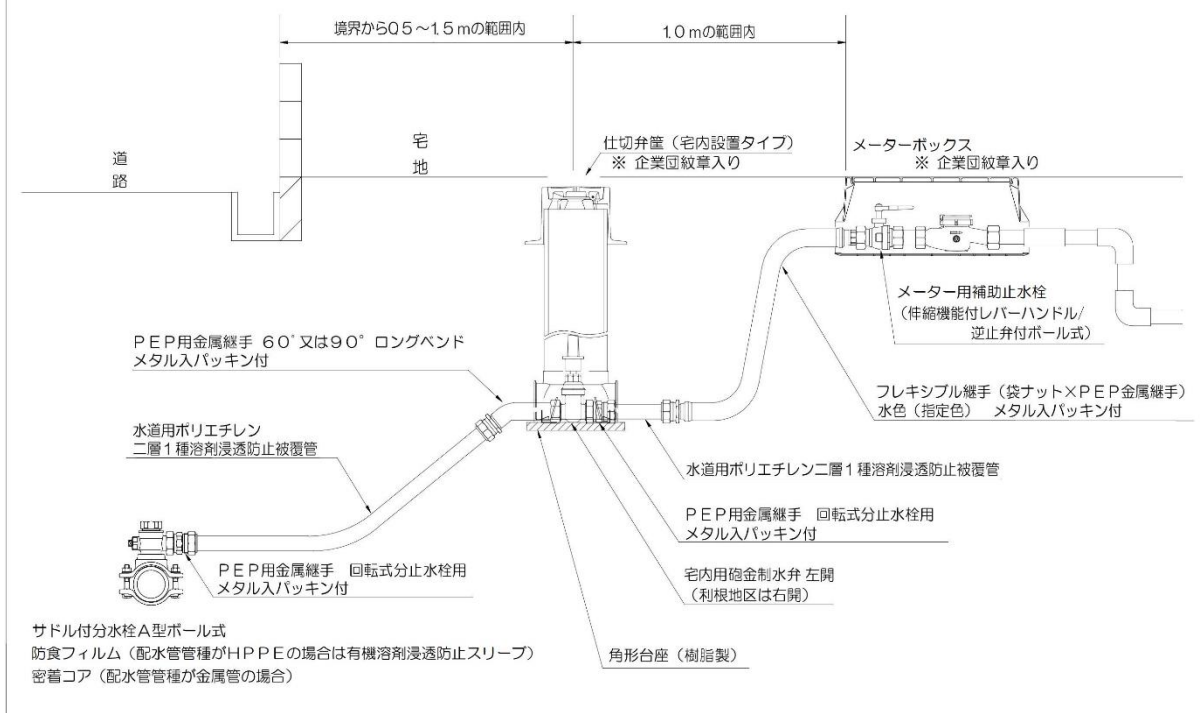 境界から0.5～1.5mの範囲内
1.0mの範囲内
道路
宅地
仕切弁筐（宅内設置タイプ）
※ 企業団紋章入り
メーターボックス
※ 企業団紋章入り
メーター用補助止水栓
（伸縮機能付レバーハンドル/
逆止弁付ボール式）
PEP用金属継手 60°又は90° ロングベンド
メタル入パッキン付
フレキシブル継手（袋ナット×PEP金属継手）
水色（指定色） メタル入パッキン付
水道用ポリエチレン
二層1種溶剤浸透防止被覆管
水道用ポリエチレン二層1種溶剤浸透防止被覆管
PEP用金属継手 回転式分止水栓用
メタル入パッキン付
PEP用金属継手 回転式分止水栓用
メタル入パッキン付
宅内用砲金制水弁 左開
（利根地区は右開）
サドル付分水栓A型ボール式
防食フィルム（配水管管種がHPPEの場合は有機溶剤浸透防止スリーブ）
密着コア（配水管管種が金属管の場合）
角形台座（樹脂製）